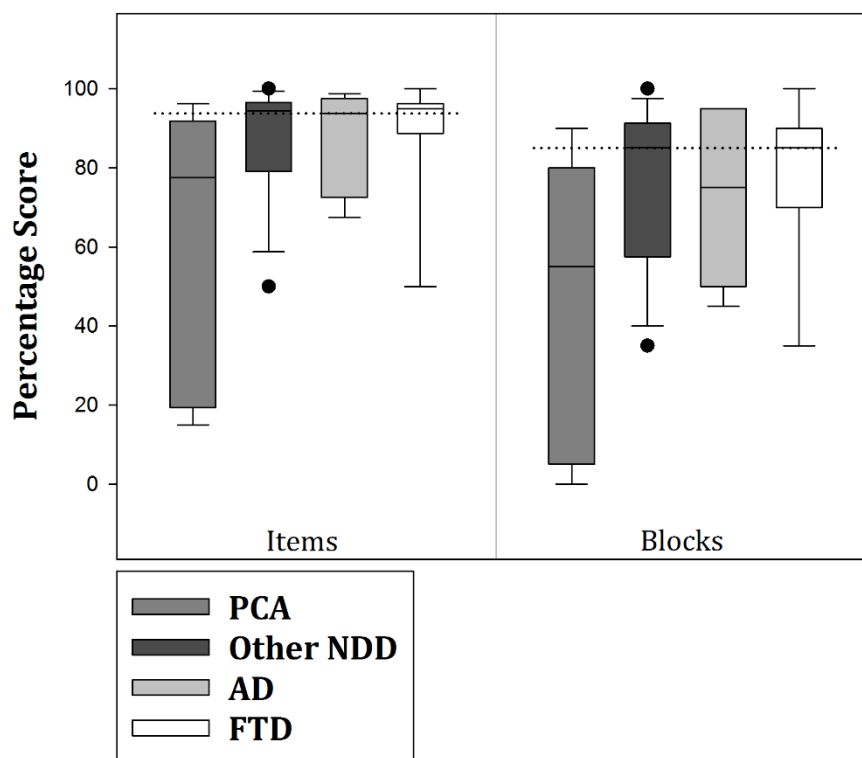 Percentage Score
100
80
60
40
20
0
Items
Blocks
PCA
Other NDD
AD
FTD